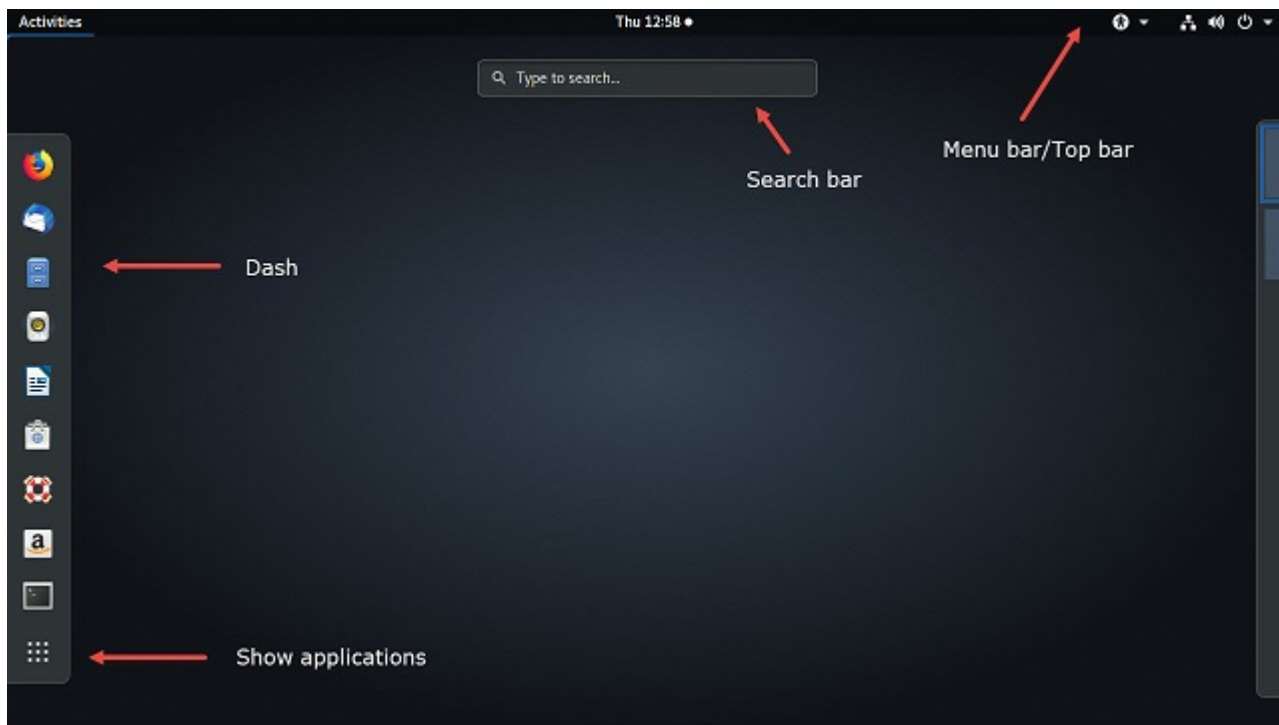 Activities
Thu 12:58
Type to search...
Menu bar/Top bar
Search bar
Dash
a
Show applications